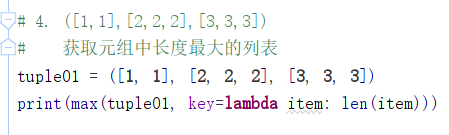 # 4. ([1,1],[2,2,2],[3,3,3])
#    获取元组中长度最大的列表
tuple01 = ([1, 1], [2, 2, 2], [3, 3, 3])
print(max(tuple01, key=lambda item: len(item)))